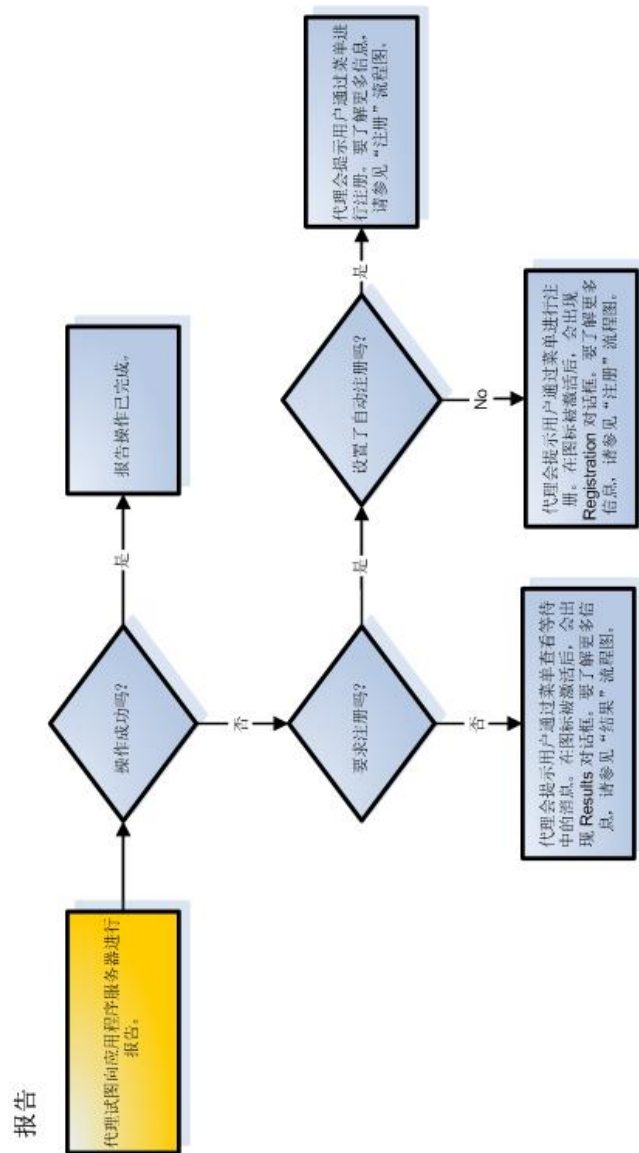 报告
代理试图向应用程序服务器进行
报告。
操作成功吗?
是
报告操作已完成。
否
要求注册吗?
是
设置了自动注册吗?
是
代理会提示用户通过菜单进
行注册。要了解更多信息,
请参见“注册”流程图。
否
代理会提示用户通过菜单查看等待
中的消息。在图标被激活后,会出
现 Results 对话框。要了解更多信
息,请参见“结果”流程图。
No
代理会提示用户通过菜单进行注
册。在图标被激活后,会出现
Registration 对话框。要了解更多
信息,请参见“注册”流程图。